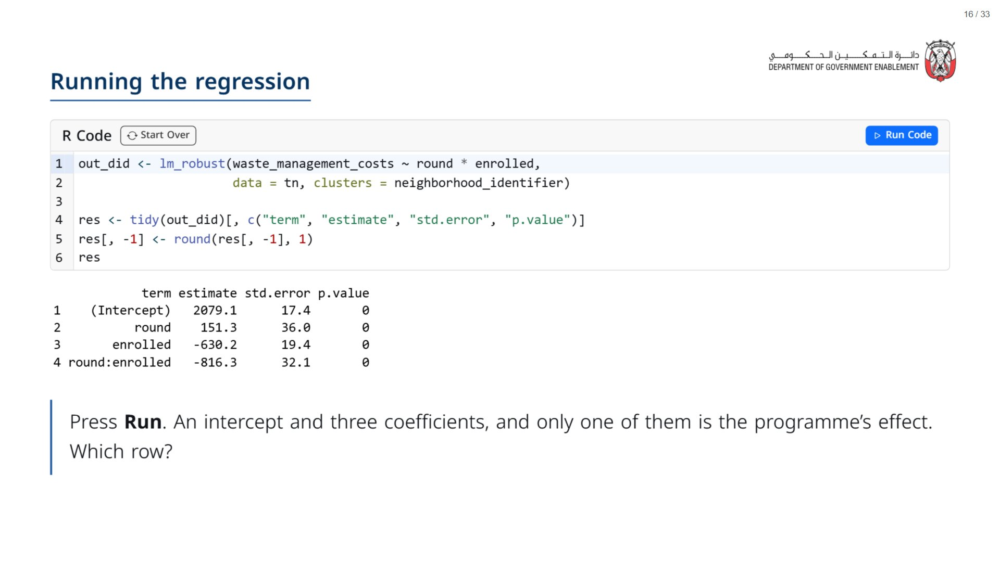 16 / 33
دائرة التمكين الحكومي
DEPARTMENT OF GOVERNMENT ENABLEMENT
Running the regression
R Code Start Over Run Code
1 out_did <- lm_robust(waste_management_costs ~ round * enrolled,
2 data = tn, clusters = neighborhood_identifier)
3
4 res <- tidy(out_did)[, c("term", "estimate", "std.error", "p.value")]
5 res[, -1] <- round(res[, -1], 1)
6 res
term estimate std.error p.value
1 (Intercept) 2079.1 17.4 0
2 round 151.3 36.0 0
3 enrolled -630.2 19.4 0
4 round:enrolled -816.3 32.1 0
Press Run. An intercept and three coefficients, and only one of them is the programme’s effect.
Which row?